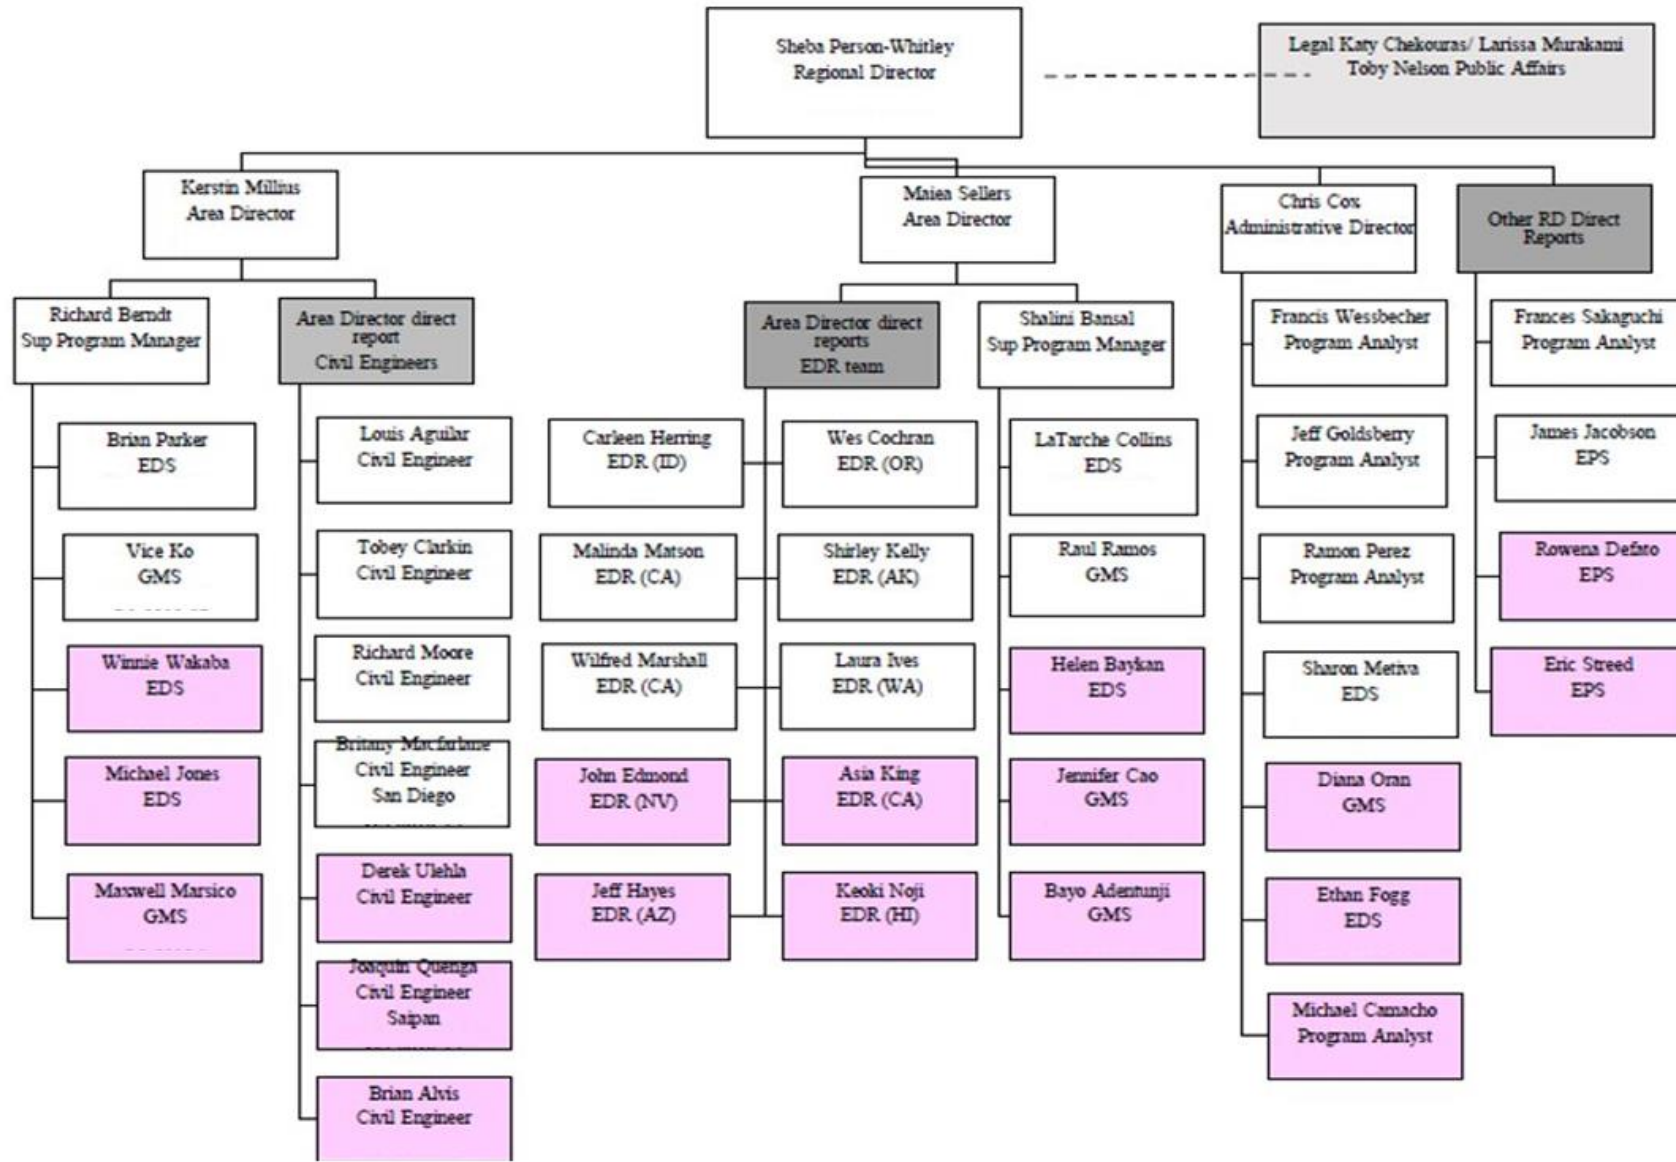 Sheba Person-Whitley
Regional Director
Legal Katy Chekouras/ Larissa Murakami
Toby Nelson Public Affairs
Kerstin Millius
Area Director
Maiea Sellers
Area Director
Chris Cox
Administrative Director
Other RD Direct
Reports
Richard Berndt
Sup Program Manager
Area Director direct
report
Civil Engineers
Area Director direct
reports
EDR team
Shalini Bansal
Sup Program Manager
Brian Parker
EDS
Vice Ko
GMS
Winnie Wakaba
EDS
Michael Jones
EDS
Maxwell Marsico
GMS
Louis Aguilar
Civil Engineer
Tobey Clarkin
Civil Engineer
Richard Moore
Civil Engineer
Britany Macfarlane
Civil Engineer
San Diego
Derek Ulehla
Civil Engineer
Joaquin Quenga
Civil Engineer
Saipan
Brian Alvis
Civil Engineer
Carleen Herring
EDR (ID)
Malinda Matson
EDR (CA)
Wilfred Marshall
EDR (CA)
John Edmond
EDR (NV)
Jeff Hayes
EDR (AZ)
Wes Cochran
EDR (OR)
Shirley Kelly
EDR (AK)
Laura Ives
EDR (WA)
Asia King
EDR (CA)
Keoki Noji
EDR (HI)
LaTarche Collins
EDS
Raul Ramos
GMS
Helen Baykan
EDS
Jennifer Cao
GMS
Bayo Adentunji
GMS
Francis Wessbecher
Program Analyst
Jeff Goldsberry
Program Analyst
Ramon Perez
Program Analyst
Sharon Metiva
EDS
Diana Oran
GMS
Ethan Fogg
EDS
Michael Camacho
Program Analyst
Frances Sakaguchi
Program Analyst
James Jacobson
EPS
Rowena Defato
EPS
Eric Streed
EPS